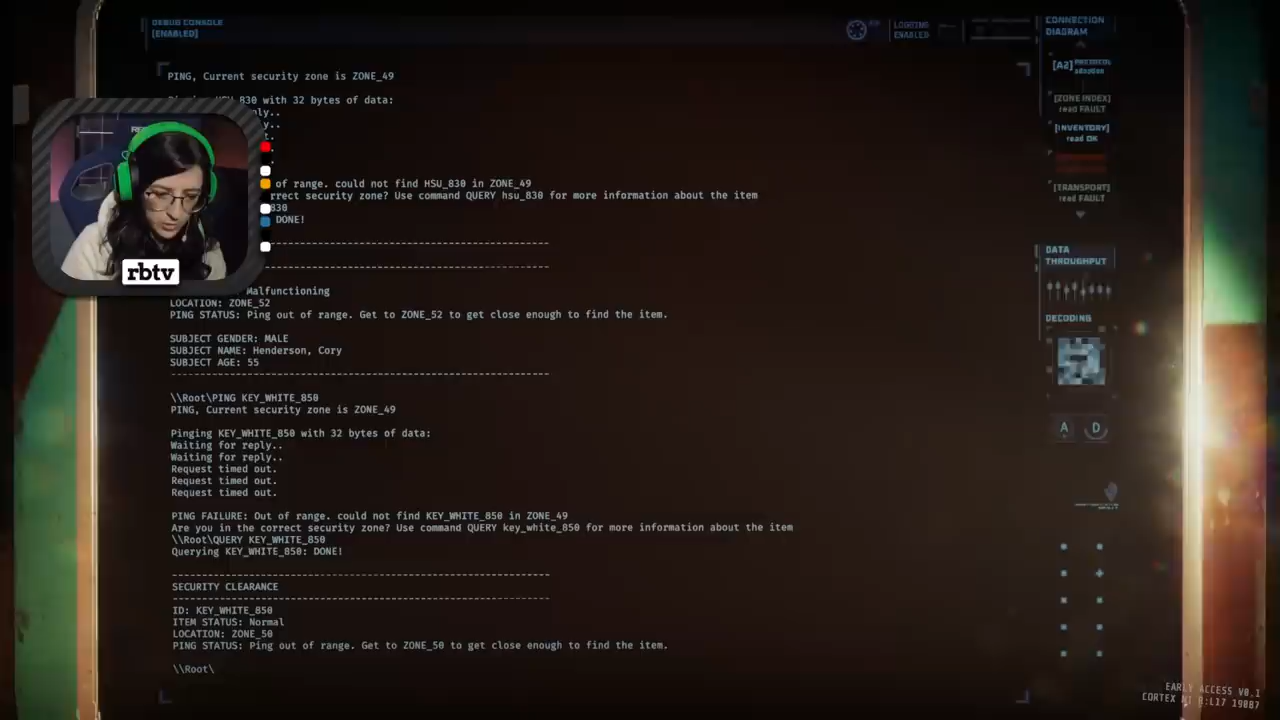 DEBUG CONSOLE
[ENABLED]
LOGGING
ENABLED
CONNECTION
DIAGRAM
PING, Current security zone is ZONE_49
[A2]
[ZONE INDEX]
read FAULT
with 32 bytes of data:
[INVENTORY]
read OK
of range. could not find HSU_830 in ZONE_49
[TRANSPORT]
read FAULT
rrect security zone? Use command QUERY hsu_830 for more information about the item
830
DONE!
--------------------------------------------------
DATA
THROUGHPUT
--------------------------------------------------
Malfunctioning
LOCATION: ZONE_52
PING STATUS: Ping out of range. Get to ZONE_52 to get close enough to find the item.
DECODING
SUBJECT GENDER: MALE
SUBJECT NAME: Henderson, Cory
SUBJECT AGE: 55
----------------------------------------------------------------
\\Root\PING KEY_WHITE_850
PING, Current security zone is ZONE_49
A D
Pinging KEY_WHITE_850 with 32 bytes of data:
Waiting for reply..
Waiting for reply..
Request timed out.
Request timed out.
Request timed out.
PING FAILURE: Out of range. could not find KEY_WHITE_850 in ZONE_49
Are you in the correct security zone? Use command QUERY key_white_850 for more information about the item
\\Root\QUERY KEY_WHITE_850
Querying KEY_WHITE_850: DONE!
----------------------------------------------------------------
SECURITY CLEARANCE
----------------------------------------------------------------
ID: KEY_WHITE_850
ITEM STATUS: Normal
LOCATION: ZONE_50
PING STATUS: Ping out of range. Get to ZONE_50 to get close enough to find the item.
\\Root\
rbtv
EARLY ACCESS V0.1